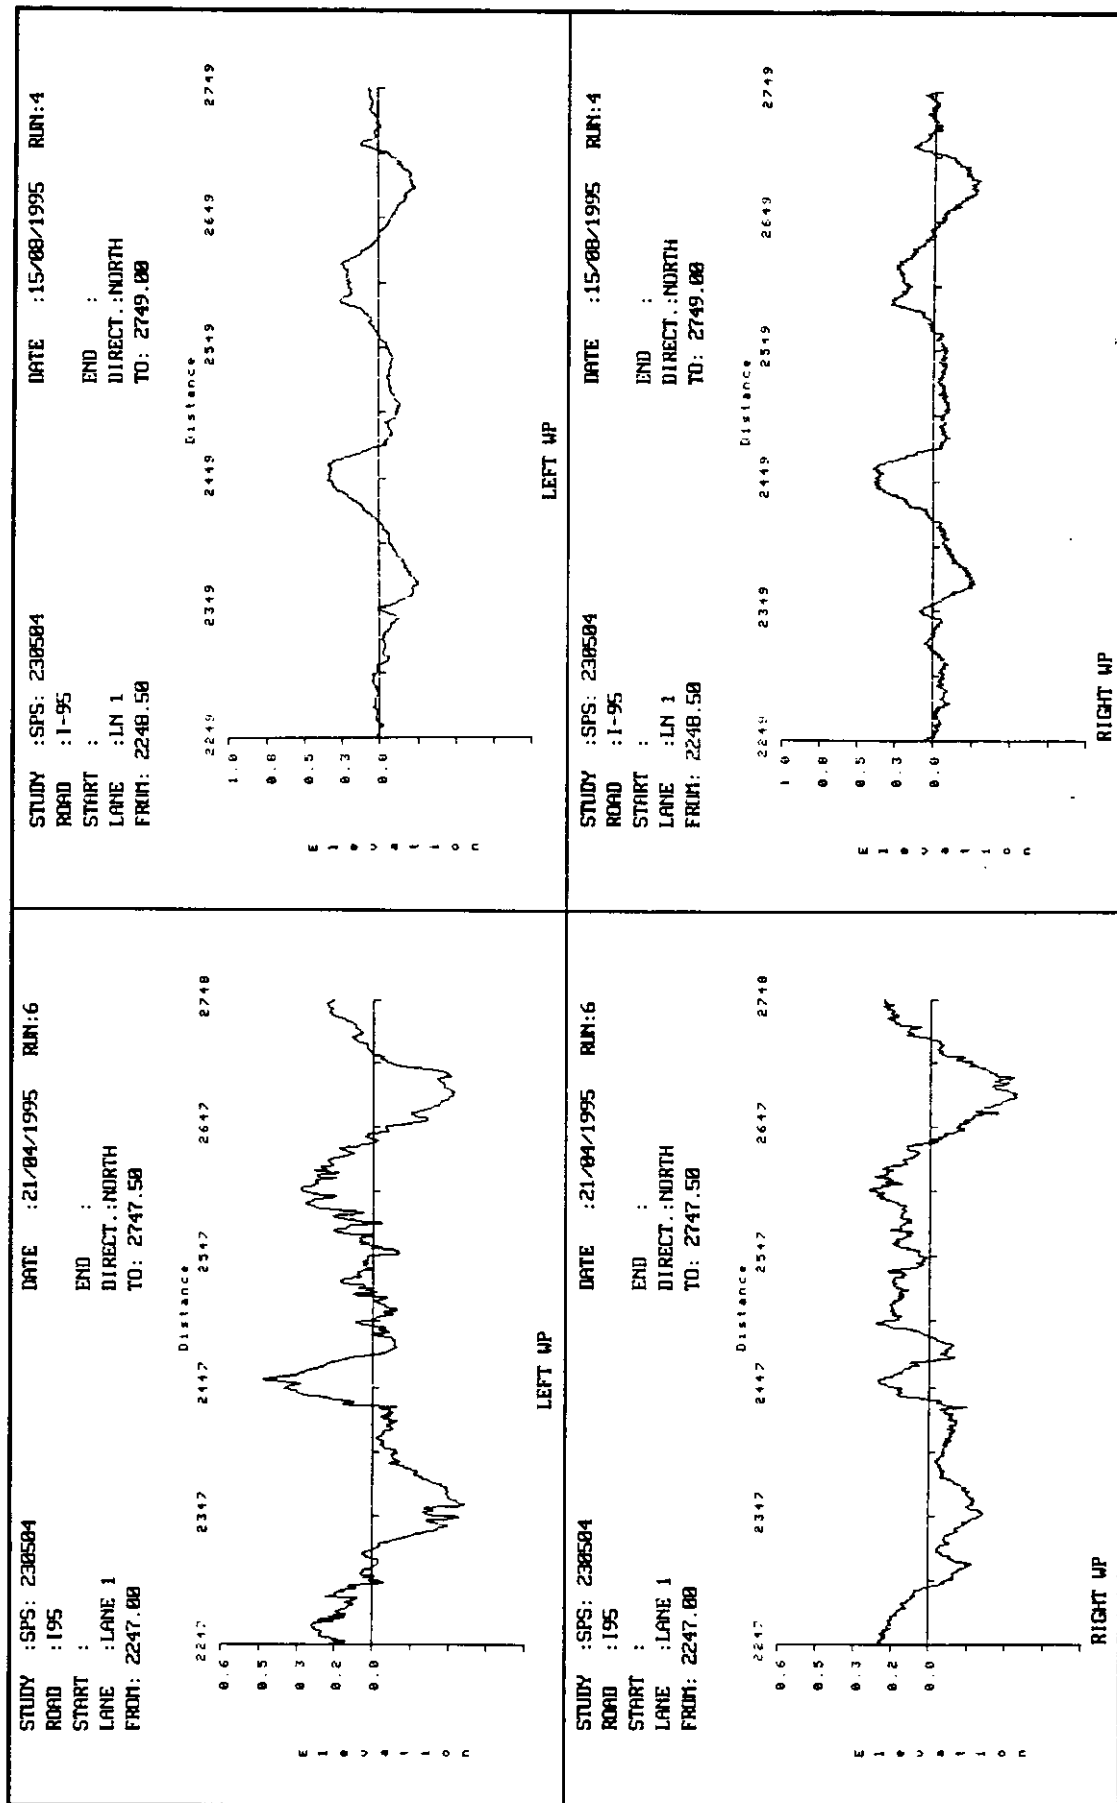 STUDY :SPS: 230504 DATE :21/04/1995 RUN:6
ROAD :I95
START : END :
LANE :LANE 1 DIRECT.:NORTH
FROM: 2247.00 TO: 2747.50
Distance
2247 2347 2447 2547 2647 2748
0.6
0.5
0.2
0.0
Elevation
LEFT WP
STUDY :SPS: 230504 DATE :15/08/1995 RUN:4
ROAD :I-95
START : END :
LANE :LN 1 DIRECT.:NORTH
FROM: 2248.50 TO: 2749.00
Distance
2249 2349 2449 2549 2649 2749
1.0
0.8
0.5
0.3
0.0
Elevation
LEFT WP
STUDY :SPS: 230504 DATE :21/04/1995 RUN:6
ROAD :I95
START : END :
LANE :LANE 1 DIRECT.:NORTH
FROM: 2247.00 TO: 2747.50
Distance
2247 2347 2447 2547 2647 2748
0.6
0.5
0.2
0.0
Elevation
RIGHT WP
STUDY :SPS: 230504 DATE :15/08/1995 RUN:4
ROAD :I-95
START : END :
LANE :LN 1 DIRECT.:NORTH
FROM: 2248.50 TO: 2749.00
Distance
2249 2349 2449 2549 2649 2749
1.0
0.8
0.5
0.3
0.0
Elevation
RIGHT WP